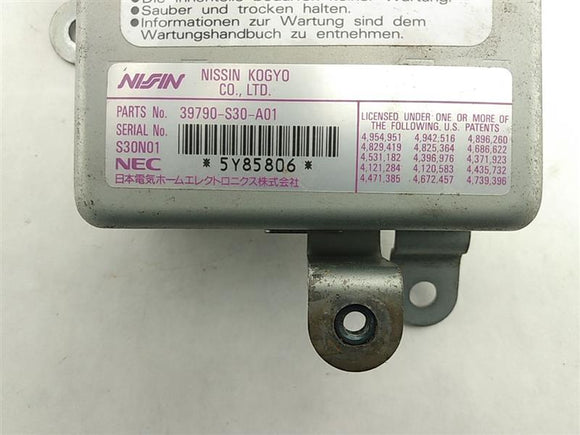 Sauber und trocken halten.
Informationen zur Wartung sind dem
Wartungshandbuch zu entnehmen.
NISSIN NISSIN KOGYO
CO., LTD.
PARTS No. 39790-S30-A01
SERIAL No.
S30N01
*5Y85806*
NEC
日本電気ホームエレクトロニクス株式会社
LICENSED UNDER ONE OR MORE OF
THE FOLLOWING U.S. PATENTS
4,954,951 4,942,516 4,896,260
4,829,419 4,825,364 4,686,622
4,531,182 4,396,976 4,371,923
4,121,284 4,120,583 4,435,732
4,471,385 4,672,457 4,739,396